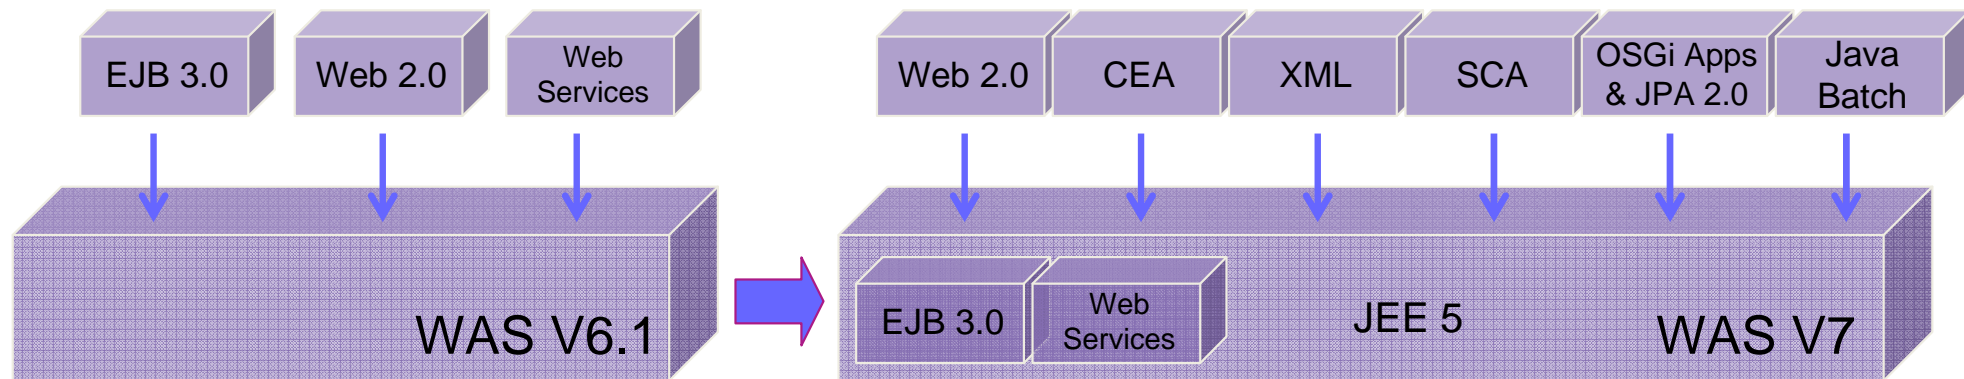 EJB 3.0
Web 2.0
Web
Services
WAS V6.1
Web 2.0
CEA
XML
SCA
OSGi Apps
& JPA 2.0
Java
Batch
EJB 3.0
Web
Services
JEE 5
WAS V7